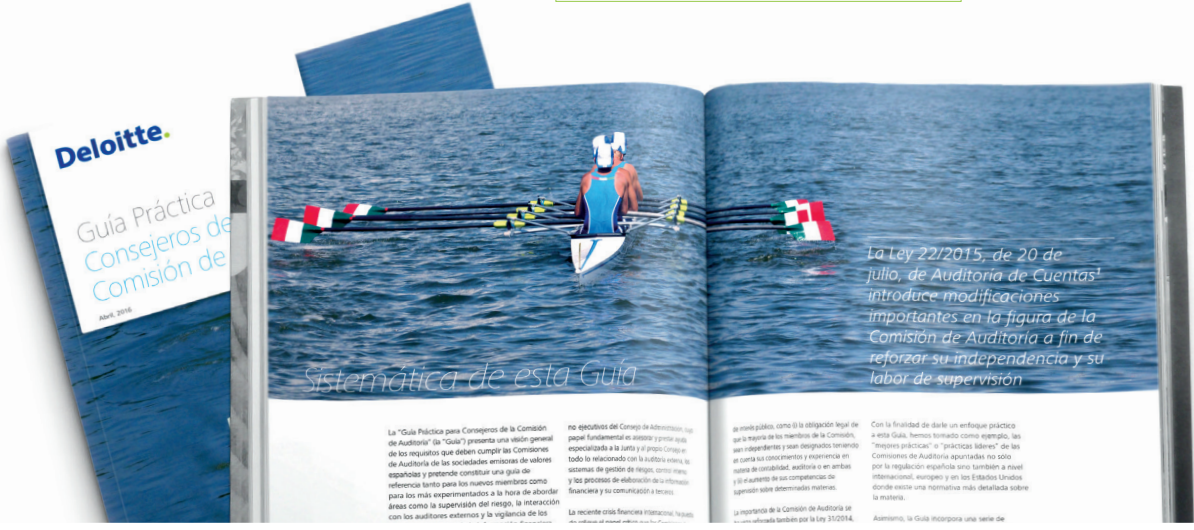 Deloitte.
Guía Práctica
Consejeros de
Comisión de
Abril, 2016
Sistemática de esta Guía
La Ley 22/2015, de 20 de
julio, de Auditoría de Cuentas¹
introduce modificaciones
importantes en la figura de la
Comisión de Auditoría a fin de
reforzar su independencia y su
labor de supervisión
La "Guía Práctica para Consejeros de la Comisión
de Auditoría" (la "Guía") presenta una visión general
de los requisitos que deben cumplir las Comisiones
de Auditoría de las sociedades emisoras de valores
españolas y pretende constituir una guía de
referencia tanto para los nuevos miembros como
para los más experimentados a la hora de abordar
áreas como la supervisión del riesgo, la interacción
con los auditores externos y la vigilancia de los
no ejecutivos del Consejo de Administración, cuyo
papel fundamental es asesorar y prestar ayuda
especializada a la Junta y al propio Consejo en
todo lo relacionado con la auditoría externa, los
sistemas de gestión de riesgos, control interno
y los procesos de elaboración de la información
financiera y su comunicación a terceros.
La reciente crisis financiera internacional, ha puesto
de interés público, como (i) la obligación legal de
que la mayoría de los miembros de la Comisión,
sean independientes y sean designados teniendo
en cuenta sus conocimientos y experiencia en
materia de contabilidad, auditoría o en ambas
y (ii) el aumento de sus competencias de
supervisión sobre determinadas materias.
La importancia de la Comisión de Auditoría se
reforzada también por la Ley 31/2014,
Con la finalidad de darle un enfoque práctico
a esta Guía, hemos tomado como ejemplo, las
"mejores prácticas" o "prácticas líderes" de las
Comisiones de Auditoría apuntadas no solo
por la regulación española sino también a nivel
internacional, europeo y en los Estados Unidos
donde existe una normativa más detallada sobre
la materia.
Asimismo, la Guía incorpora una serie de